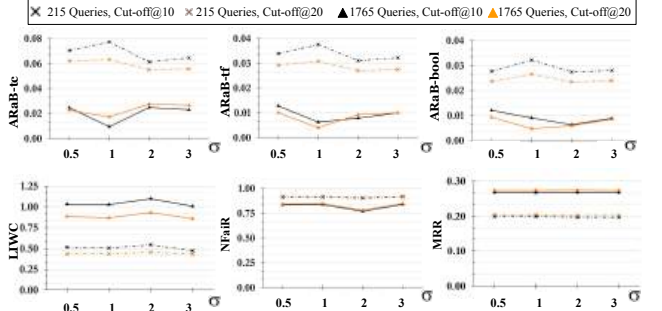 215 Queries, Cut-off@10 215 Queries, Cut-off@20 1765 Queries, Cut-off@10 1765 Queries, Cut-off@20
ARaB-tc
0.08
0.06
0.04
0.02
0.00
0.5 1 2 3 σ
ARaB-tf
0.04
0.03
0.02
0.01
0.00
0.5 1 2 3 σ
ARaB-bool
0.04
0.03
0.02
0.01
0.00
0.5 1 2 3 σ
LIWC
1.25
1.00
0.75
0.50
0.25
0.00
0.5 1 2 3 σ
NFaiR
1.00
0.75
0.50
0.25
0.00
0.5 1 2 3 σ
MRR
0.30
0.20
0.10
0.00
0.5 1 2 3 σ